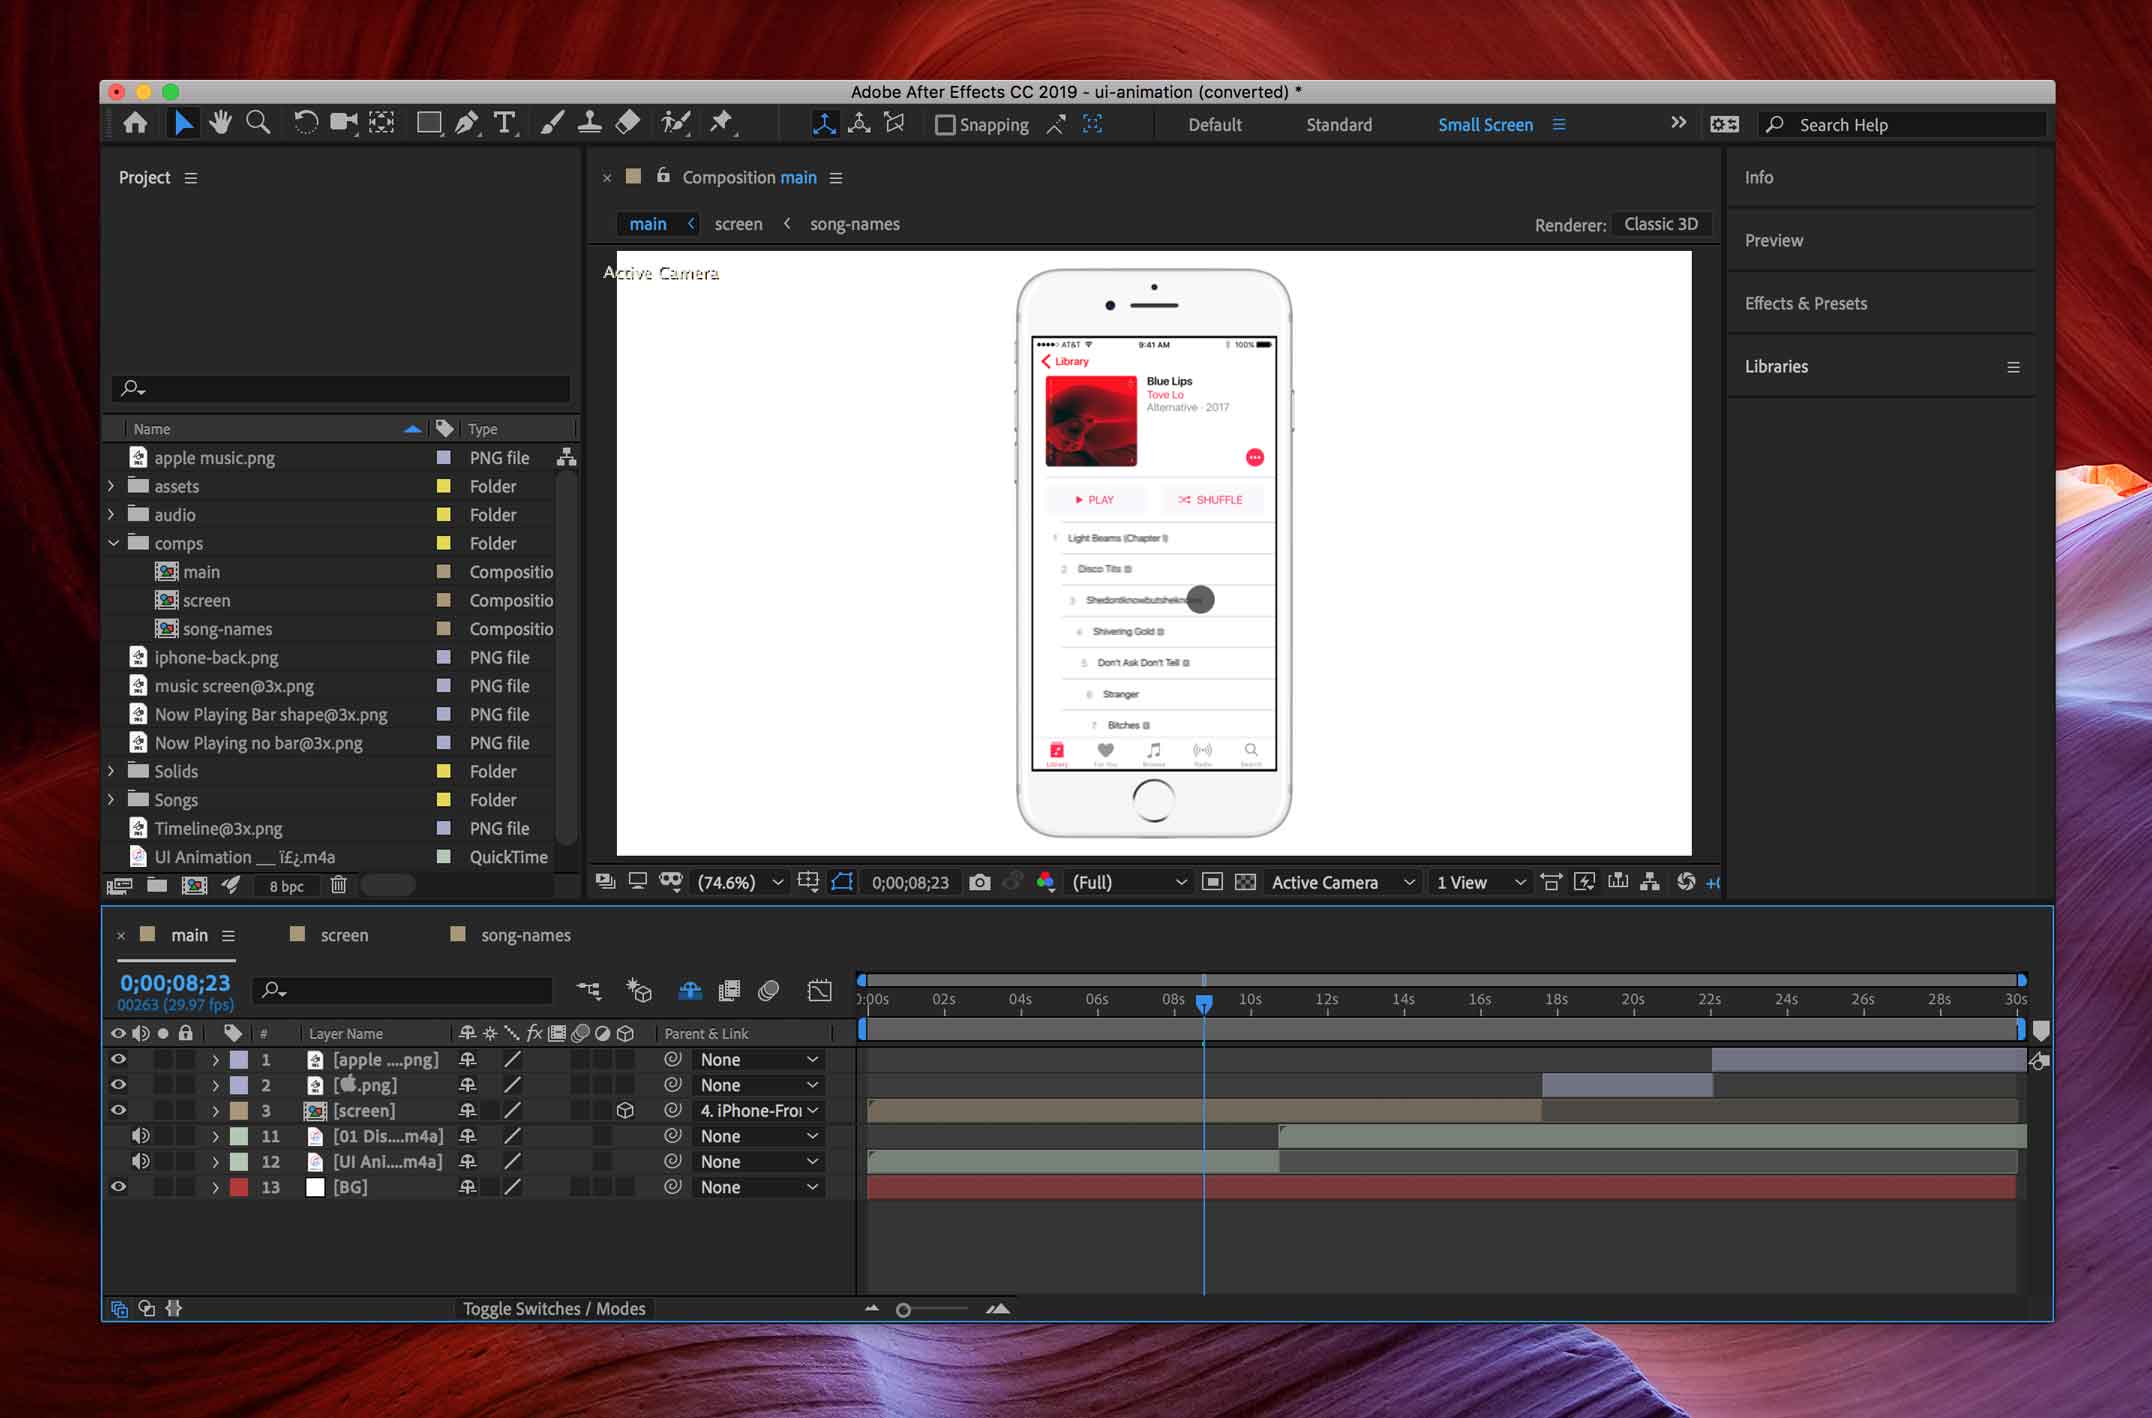 Adobe After Effects CC 2019 - ui-animation (converted) *
Snapping
Default
Standard
Small Screen
Search Help
Project
Composition main
main
screen
song-names
Renderer:
Classic 3D
Info
Preview
Effects & Presets
Libraries
Active Camera
AT&T
9:41 AM
100%
Library
Blue Lips
Tove Lo
Alternative · 2017
PLAY
SHUFFLE
1 Light Beams (Chapter 1)
2 Disco Tits
3
4 Shivering Gold
5 Don't Ask Don't Tell
6 Stranger
7 Bitches
Library
For You
Browse
Radio
Search
Name
Type
apple music.png PNG file
assets Folder
audio Folder
comps Folder
main Compositio
screen Compositio
song-names Compositio
iphone-back.png PNG file
music screen@3x.png PNG file
Now Playing Bar shape@3x.png PNG file
Now Playing no bar@3x.png PNG file
Solids Folder
Songs Folder
Timeline@3x.png PNG file
UI Animation __ ï£¿.m4a QuickTime
8 bpc
(74.6%)
0;00;08;23
(Full)
Active Camera
1 View
main
screen
song-names
0;00;08;23
00263 (29.97 fps)
):00s 02s 04s 06s 08s 10s 12s 14s 16s 18s 20s 22s 24s 26s 28s 30s
# Layer Name
fx
Parent & Link
1 [apple ....png] None
2 [.png] None
3 [screen] 4. iPhone-Fro
11 [01 Dis....m4a] None
12 [UI Ani....m4a] None
13 [BG] None
Toggle Switches / Modes